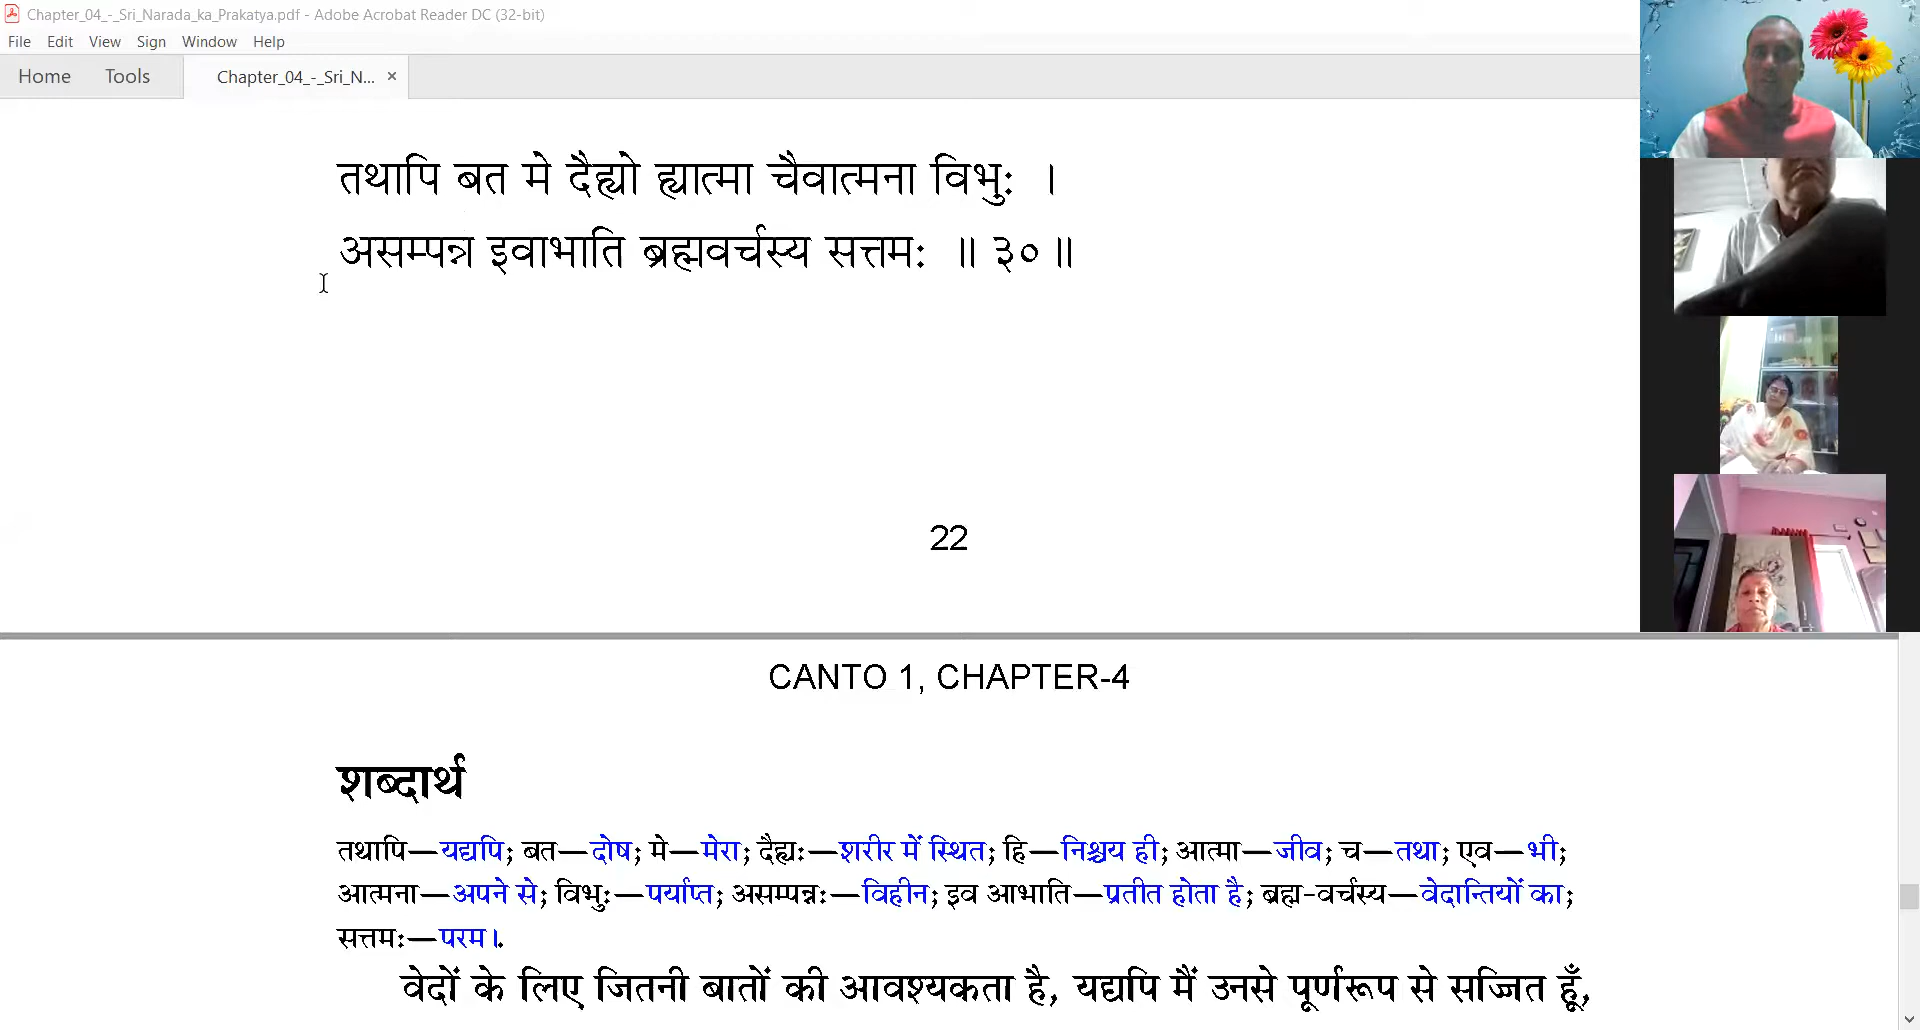 Chapter_04_-_Sri_Narada_ka_Prakatya.pdf - Adobe Acrobat Reader DC (32-bit)
File Edit View Sign Window Help
Home Tools Chapter_04_-_Sri_N... ×
तथापि बत मे दैह्यो ह्यात्मा चैवात्मना विभुः ।
असम्पन्न इवाभाति ब्रह्मवर्चस्य सत्तमः ॥ ३० ॥
22
CANTO 1, CHAPTER-4
शब्दार्थ
तथापि—यद्यपि; बत—दोष; मे—मेरा; दैह्यः—शरीर में स्थित; हि—निश्चय ही; आत्मा—जीव; च—तथा; एव—भी;
आत्मना—अपने से; विभुः—पर्याप्त; असम्पन्नः—विहीन; इव आभाति—प्रतीत होता है; ब्रह्म-वर्चस्य—वेदान्तियों का;
सत्तमः—परम।.
वेदों के लिए जितनी बातों की आवश्यकता है, यद्यपि मैं उनसे पूर्णरूप से सज्जित हूँ,